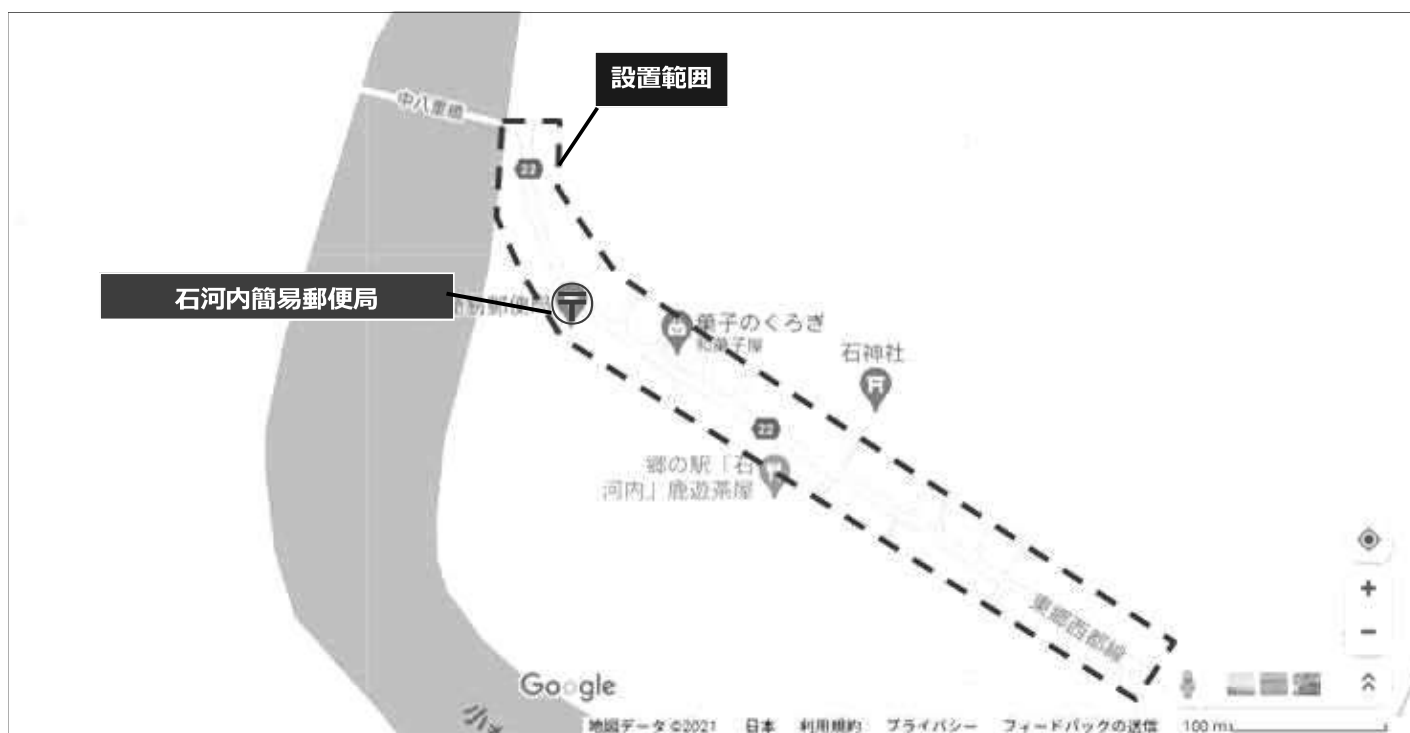 設置範囲
中八重橋
22
石河内簡易郵便局
菓子のくろぎ
和菓子屋
石神社
22
郷の駅「石
河内」鹿遊茶屋
東郷西都線
Google
地図データ ©2021 日本 利用規約 プライバシー フィードバックの送信 100 m